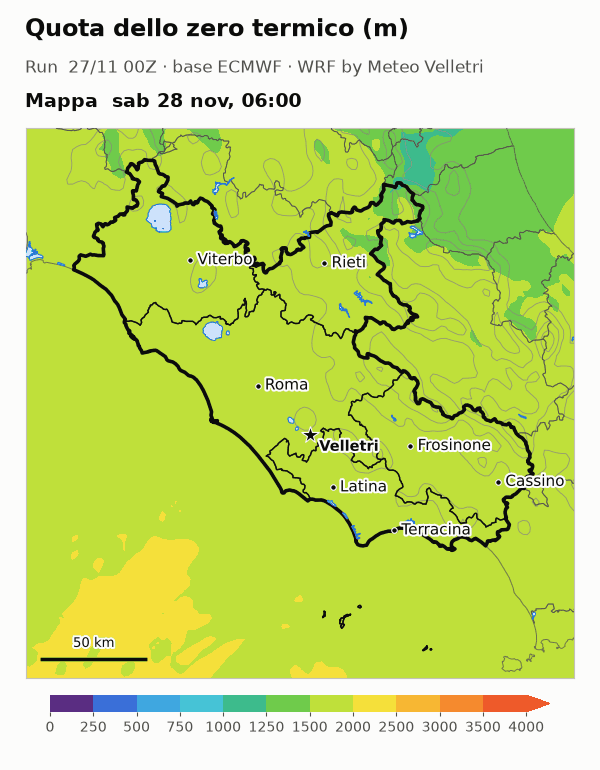 Quota dello zero termico (m)
Run  27/11 00Z · base ECMWF · WRF by Meteo Velletri
Mappa  sab 28 nov, 06:00
Viterbo
Rieti
Roma
Velletri
Frosinone
Latina
Cassino
Terracina
50 km
0 250 500 750 1000 1250 1500 2000 2500 3000 3500 4000